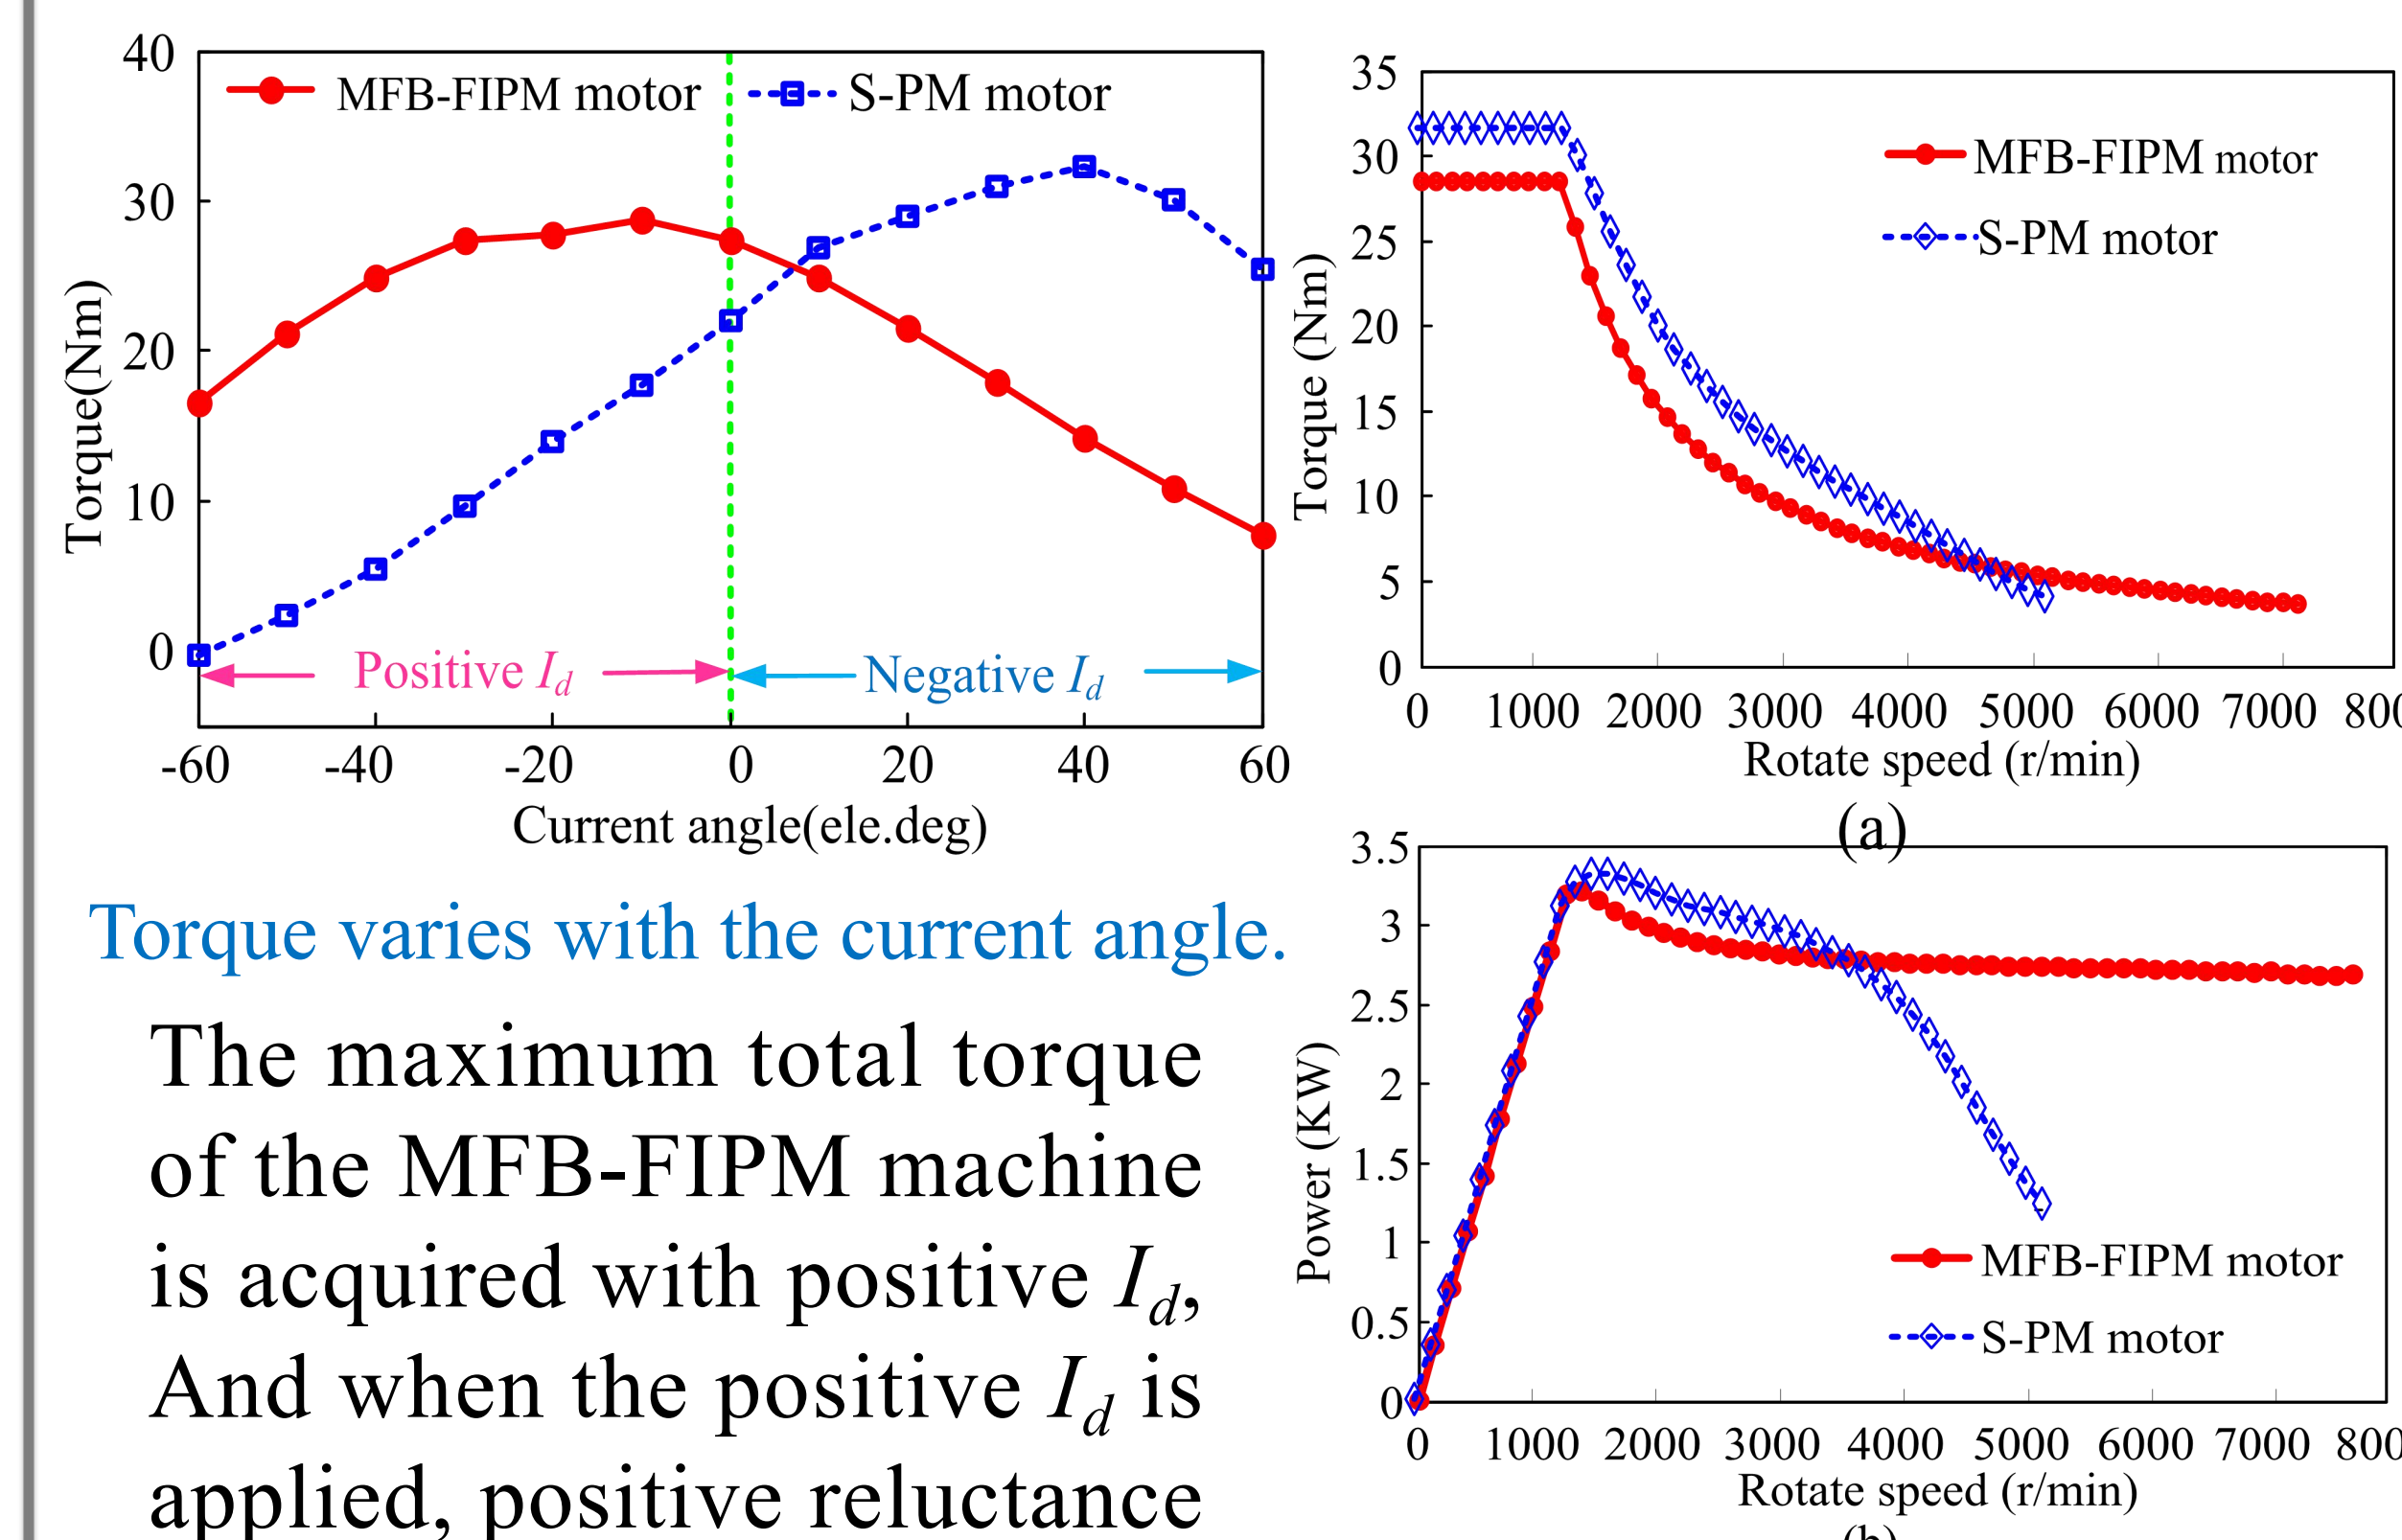 40
MFB-FIPM motor
S-PM motor
30
20
10
0
Torque(Nm)
Positive Id
Negative Id
-60 -40 -20 0 20 40 60
Current angle(ele.deg)
Torque varies with the current angle.
The maximum total torque
of the MFB-FIPM machine
is acquired with positive Id,
And when the positive Id is
applied, positive reluctance
35
30
25
20
15
10
5
0
Torque (Nm)
MFB-FIPM motor
S-PM motor
0 1000 2000 3000 4000 5000 6000 7000 800
Rotate speed (r/min)
(a)
3.5
3
2.5
2
1.5
1
0.5
0
Power (KW)
MFB-FIPM motor
S-PM motor
0 1000 2000 3000 4000 5000 6000 7000 800
Rotate speed (r/min)
(b)